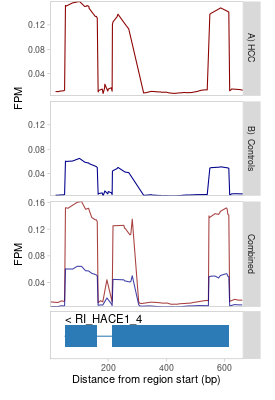 0.12
0.08
0.04
A) HCC
FPM
0.12
0.08
0.04
B) Controls
0.16
0.12
0.08
0.04
Combined
FPM
< RI_HACE1_4
200
400
600
Distance from region start (bp)